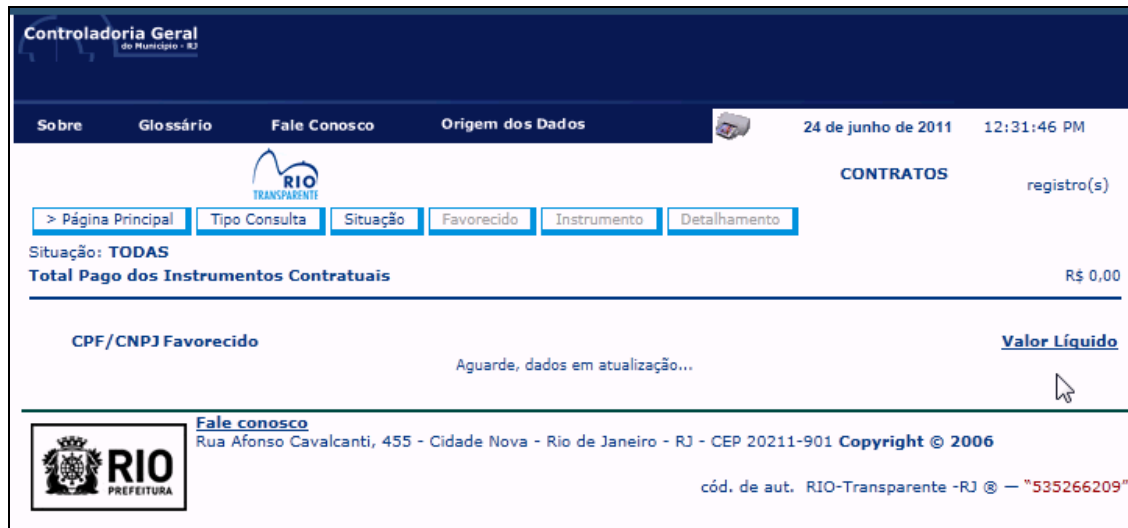 Controladoria Geral
do Município - RJ
Sobre Glossário Fale Conosco Origem dos Dados 24 de junho de 2011 12:31:46 PM
RIO
TRANSPARENTE
CONTRATOS
registro(s)
> Página Principal Tipo Consulta Situação Favorecido Instrumento Detalhamento
Situação: TODAS
Total Pago dos Instrumentos Contratuais R$ 0,00
CPF/CNPJ Favorecido Valor Líquido
Aguarde, dados em atualização...
Fale conosco
Rua Afonso Cavalcanti, 455 - Cidade Nova - Rio de Janeiro - RJ - CEP 20211-901 Copyright © 2006
RIO
PREFEITURA
cód. de aut. RIO-Transparente -RJ ® — "535266209"